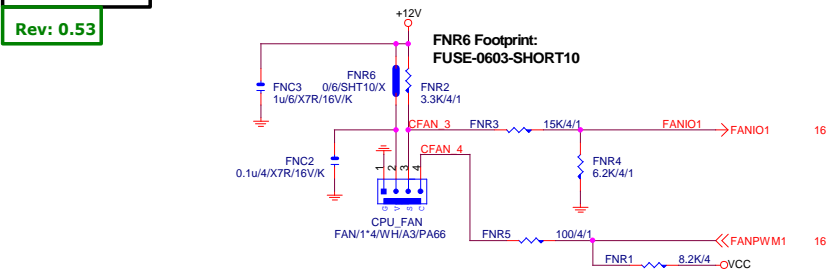 Rev: 0.53
+12V
FNR6 Footprint:
FUSE-0603-SHORT10
FNC3
1u/6/X7R/16V/K
FNR6
0/6/SHT10/X
FNR2
3.3K/4/1
CFAN_3
FNR3
15K/4/1
FANIO1
FANIO1
16
FNC2
0.1u/4/X7R/16V/K
CFAN_4
FNR4
6.2K/4/1
1
2
3
4
G
V
S
C
CPU_FAN
FAN/1*4/WH/A3/PA66
FNR5
100/4/1
FANPWM1
16
FNR1
8.2K/4
VCC